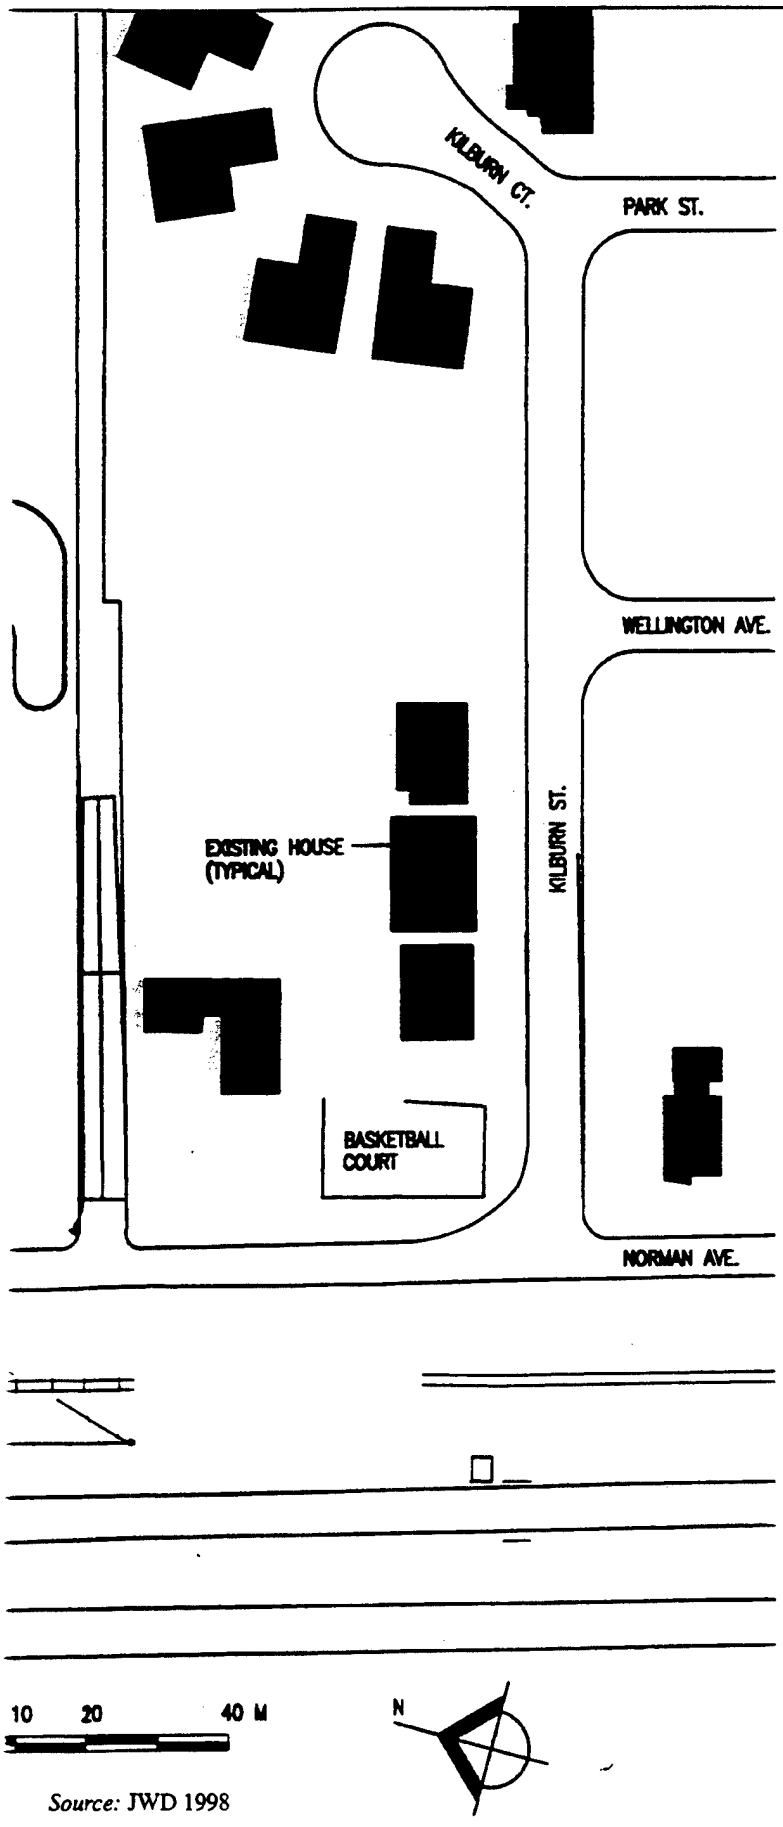 KILBURN CT.
PARK ST.
WELLINGTON AVE.
KILBURN ST.
EXISTING HOUSE
(TYPICAL)
BASKETBALL
COURT
NORMAN AVE.
10 20 40 M
N
Source: JWD 1998